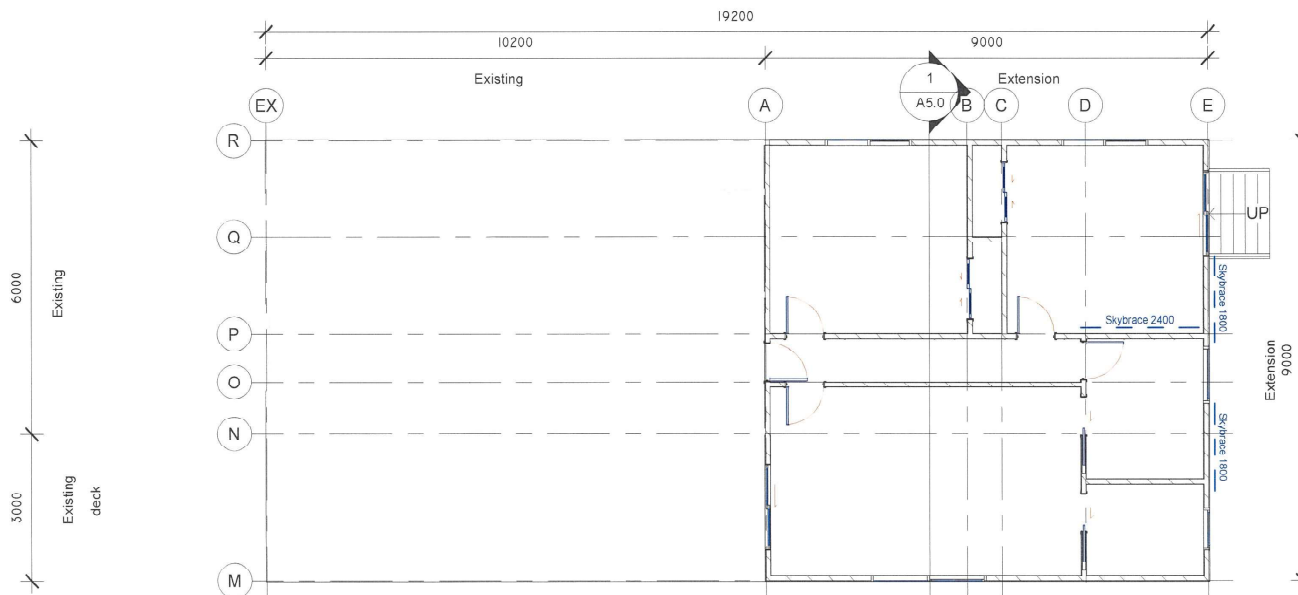 19200
10200
9000
Existing
Extension
1
A5.0
EX
A
B
C
D
E
R
Q
P
O
N
M
6000
Existing
3000
Existing
deck
UP
Skybrace 1800
Skybrace 2400
Skybrace 1800
Extension
9000